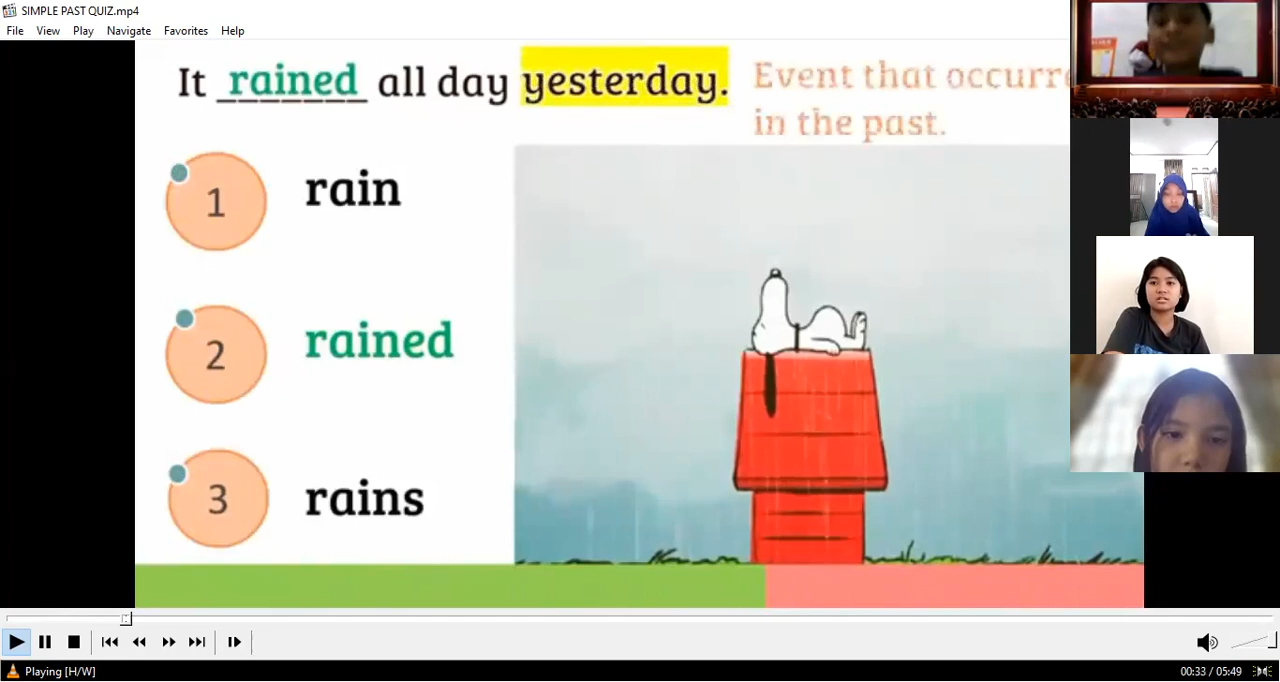 SIMPLE PAST QUIZ.mp4
File View Play Navigate Favorites Help
It rained all day yesterday.
Event that occurre
in the past.
1 rain
2 rained
3 rains
Playing [H/W]
00:33 / 05:49